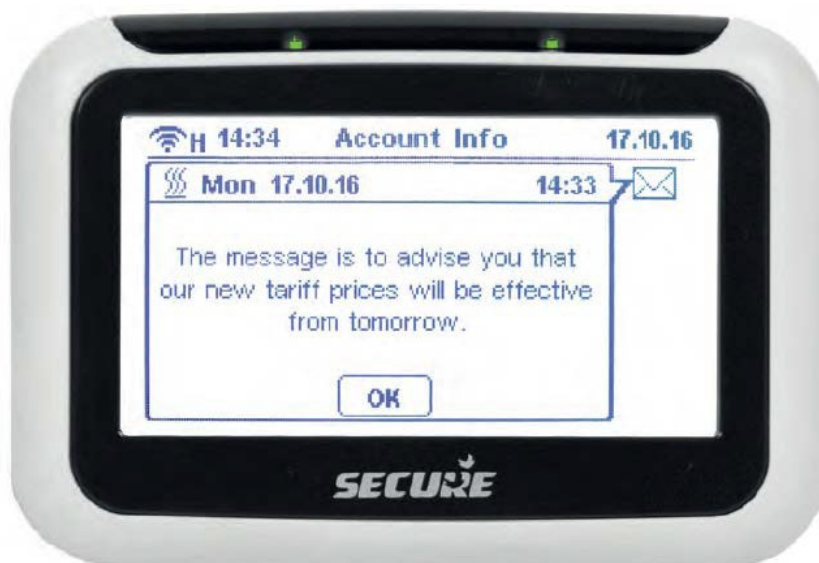 H 14:34 Account Info 17.10.16
Mon 17.10.16 14:33
The message is to advise you that
our new tariff prices will be effective
from tomorrow.
OK
SECURE